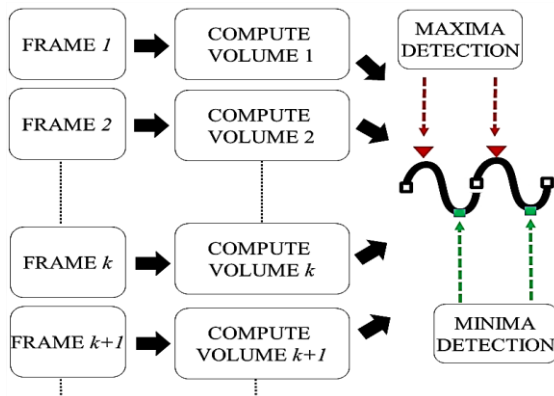 FRAME 1
COMPUTE
VOLUME 1
MAXIMA
DETECTION
FRAME 2
COMPUTE
VOLUME 2
FRAME k
COMPUTE
VOLUME k
FRAME k+1
COMPUTE
VOLUME k+1
MINIMA
DETECTION